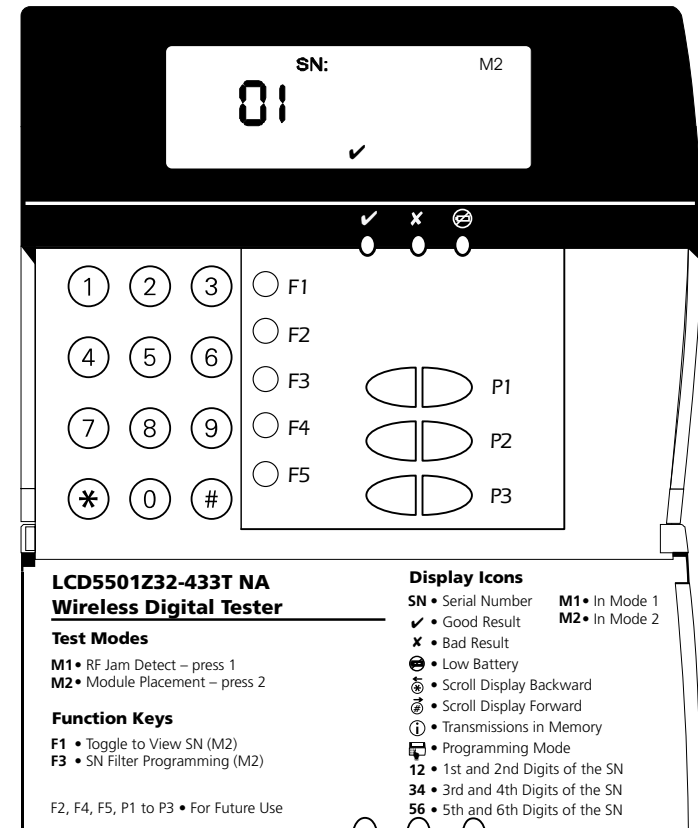 SN: M2
01
✔
✔ ✘
1 2 3 F1
F2
4 5 6 F3 P1
7 8 9 F4 P2
F5
* 0 # P3
LCD5501Z32-433T NA
Wireless Digital Tester
Test Modes
M1 • RF Jam Detect – press 1
M2 • Module Placement – press 2
Function Keys
F1 • Toggle to View SN (M2)
F3 • SN Filter Programming (M2)
F2, F4, F5, P1 to P3 • For Future Use
Display Icons
SN • Serial Number M1 • In Mode 1
✔ • Good Result M2 • In Mode 2
✘ • Bad Result
• Low Battery
• Scroll Display Backward
• Scroll Display Forward
ⓘ • Transmissions in Memory
• Programming Mode
12 • 1st and 2nd Digits of the SN
34 • 3rd and 4th Digits of the SN
56 • 5th and 6th Digits of the SN